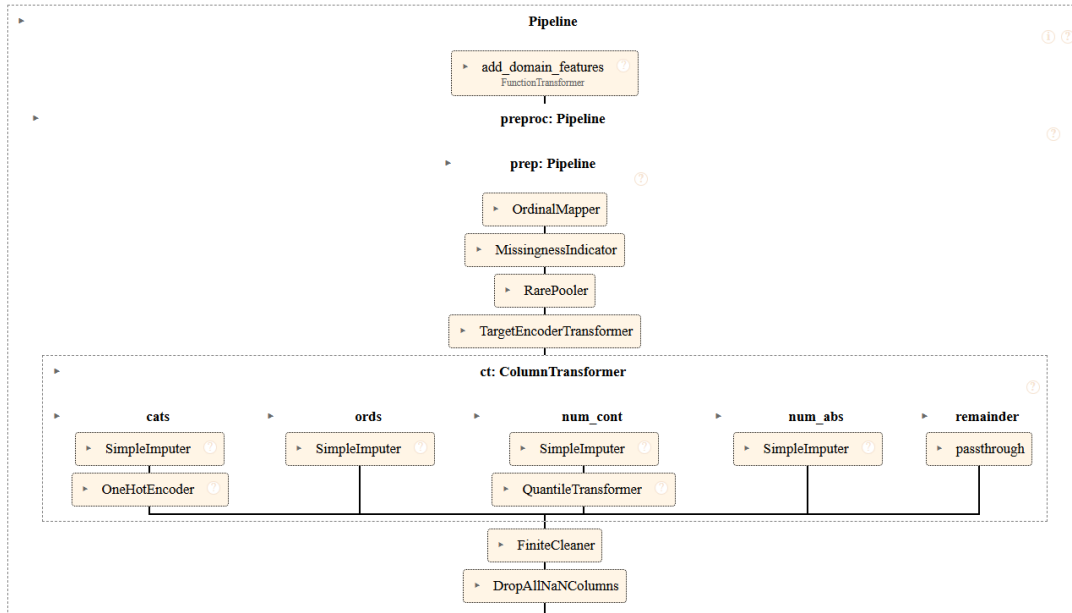 Pipeline
add_domain_features
FunctionTransformer
preproc: Pipeline
prep: Pipeline
OrdinalMapper
MissingnessIndicator
RarePooler
TargetEncoderTransformer
ct: ColumnTransformer
cats ords num_cont num_abs remainder
SimpleImputer SimpleImputer SimpleImputer SimpleImputer passthrough
OneHotEncoder QuantileTransformer
FiniteCleaner
DropAllNaNColumns